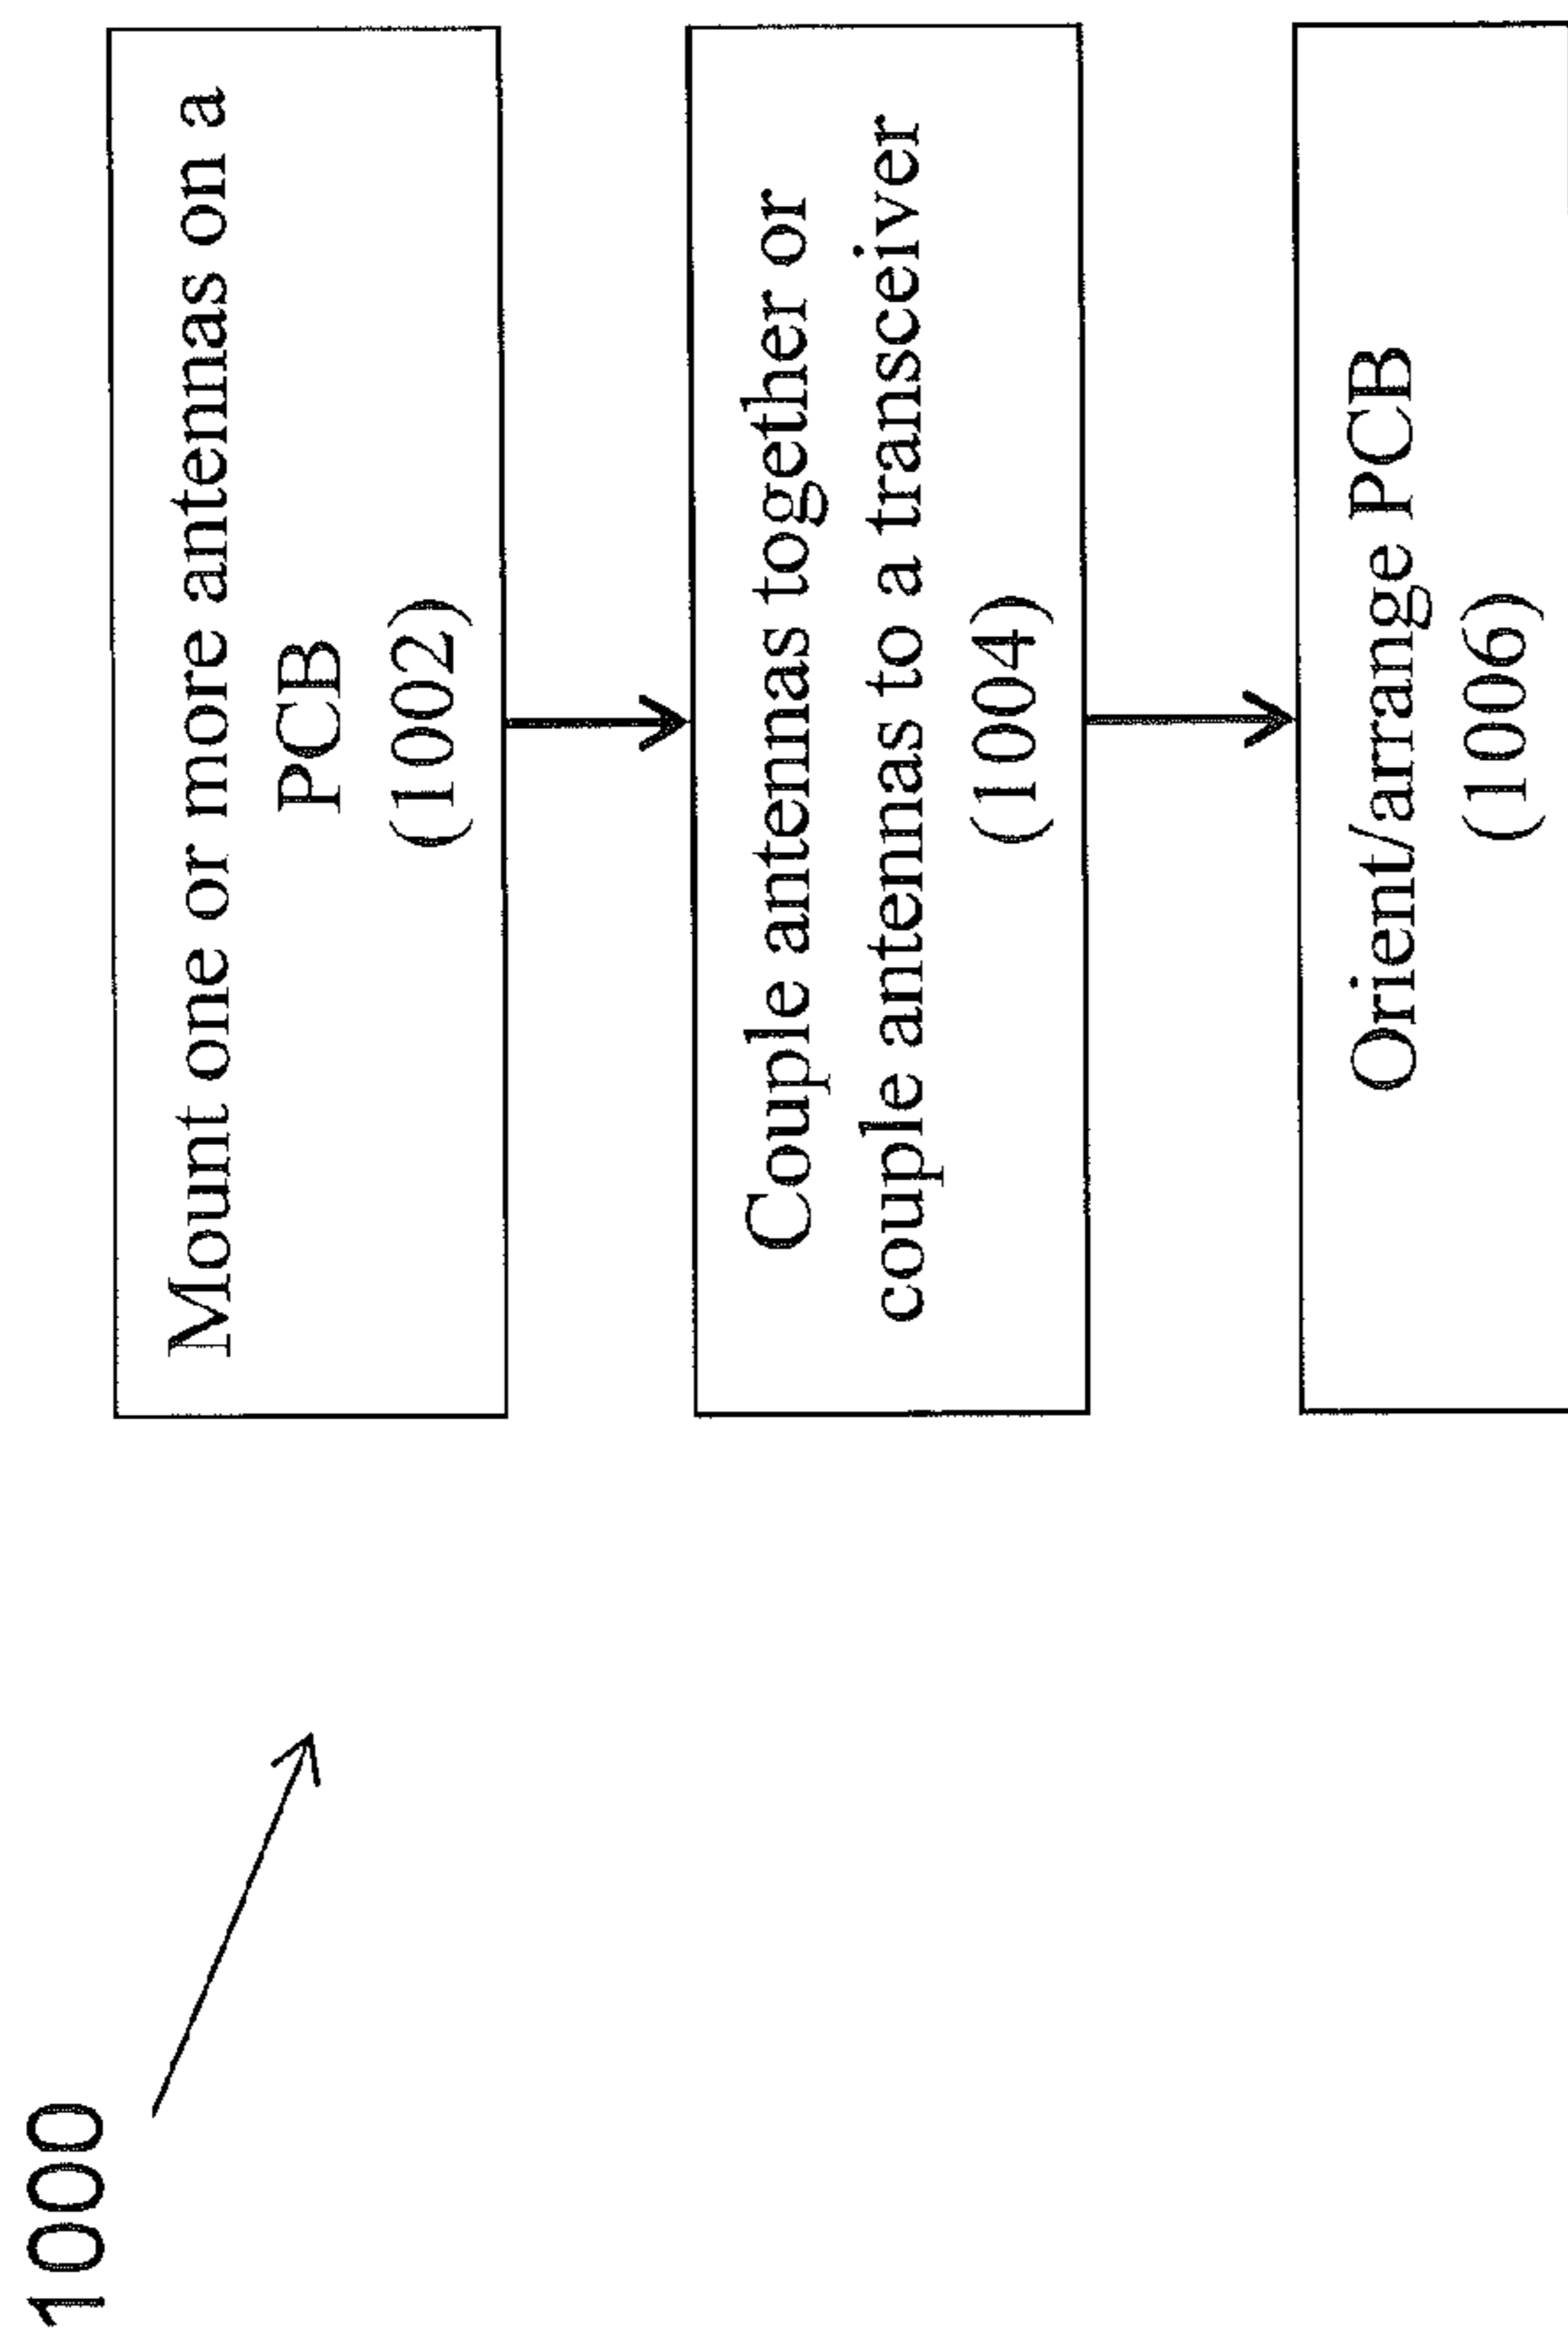 1000
Mount one or more antennas on a
PCB
(1002)
Couple antennas together or
couple antennas to a transceiver
(1004)
Orient/arrange PCB
(1006)